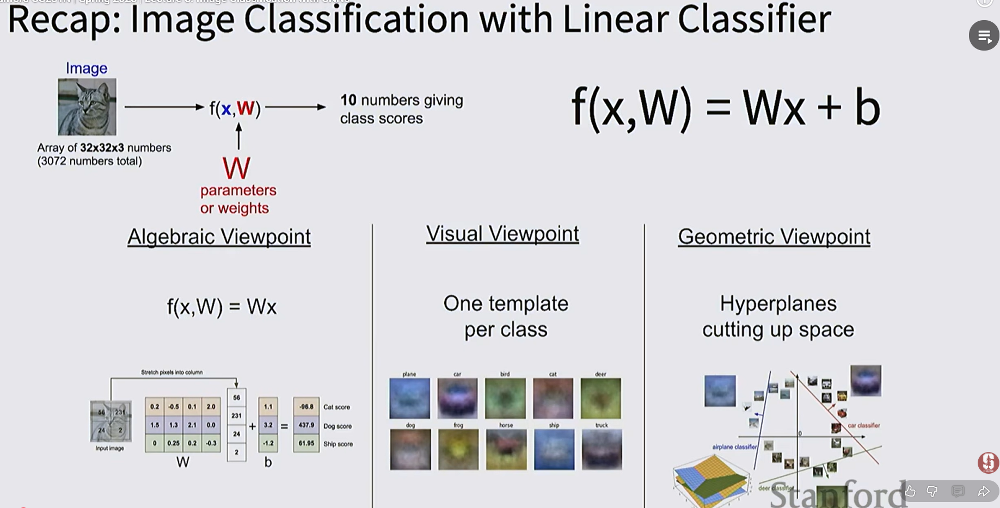 Recap: Image Classification with Linear Classifier
Image
f(x,W)
10 numbers giving
class scores
f(x,W) = Wx + b
Array of 32x32x3 numbers
(3072 numbers total)
W
parameters
or weights
Algebraic Viewpoint
f(x,W) = Wx
Stretch pixels into column
56 231
24 2
Input image
0.2 -0.5 0.1 2.0
1.5 1.3 2.1 0.0
0 0.25 0.2 -0.3
W
56
231
24
2
+
1.1
3.2
-1.2
b
=
-96.8 Cat score
437.9 Dog score
61.95 Ship score
Visual Viewpoint
One template
per class
plane car bird cat deer
dog frog horse ship truck
Geometric Viewpoint
Hyperplanes
cutting up space
car classifier
0
airplane classifier
deer classifier
Stanford
ONLINE